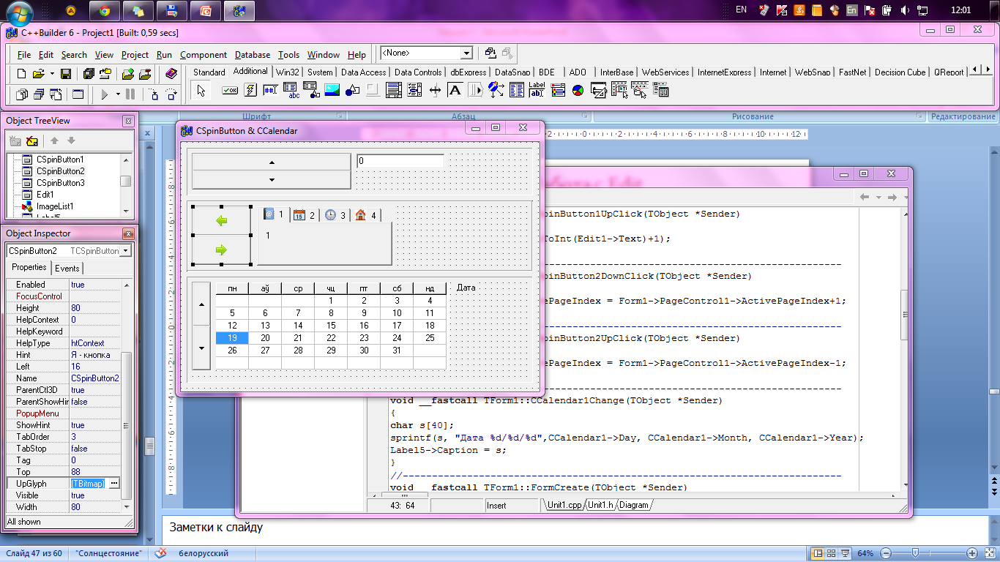 EN
12:01
C++Builder 6 - Project1 [Built: 0,59 secs]
File Edit Search View Project Run Component Database Tools Window Help
<None>
Standard Additional Win32 System Data Access Data Controls dbExpress DataSnap BDE ADO InterBase WebServices InternetExpress Internet WebSnap FastNet Decision Cube QReport
Шрифт Абзац Рисование Редактирование
Object TreeView
CSpinButton1
CSpinButton2
CSpinButton3
Edit1
ImageList1
Object Inspector
CSpinButton2 TCSpinButton
Properties Events
Enabled true
FocusControl
Height 80
HelpContext 0
HelpKeyword
HelpType htContext
Hint Я - кнопка
Left 16
Name CSpinButton2
ParentCtl3D true
ParentShowHir false
PopupMenu
ShowHint true
TabOrder 3
TabStop false
Tag 0
Top 88
UpGlyph (TBitmap)
Visible true
Width 80
All shown
CSpinButton & CCalendar
0
1 2 3 4
1
пн аў ср чц пт сб нд
1 2 3 4
5 6 7 8 9 10 11
12 13 14 15 16 17 18
19 20 21 22 23 24 25
26 27 28 29 30 31
Дата
pinButton1UpClick(TObject *Sender)
oInt(Edit1->Text)+1);
pinButton2DownClick(TObject *Sender)
ePageIndex = Form1->PageControl1->ActivePageIndex+1;
pinButton2UpClick(TObject *Sender)
ePageIndex = Form1->PageControl1->ActivePageIndex-1;
void __fastcall TForm1::CCalendar1Change(TObject *Sender)
{
char s[40];
sprintf(s, "Дата %d/%d/%d",CCalendar1->Day, CCalendar1->Month, CCalendar1->Year);
Label5->Caption = s;
}
//---------------------------------------------------------------------------
void __fastcall TForm1::FormCreate(TObject *Sender)
43: 64 Insert Unit1.cpp Unit1.h Diagram
Заметки к слайду
Слайд 47 из 60 "Солнцестояние" белорусский 64%